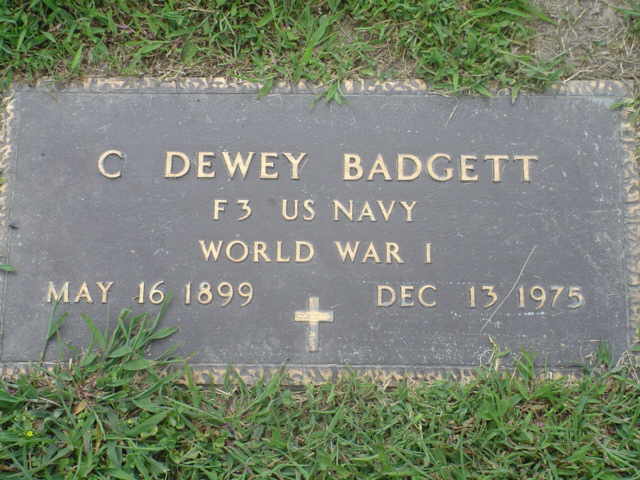 C DEWEY BADGETT
F3 US NAVY
WORLD WAR I
MAY 16 1899 DEC 13 1975